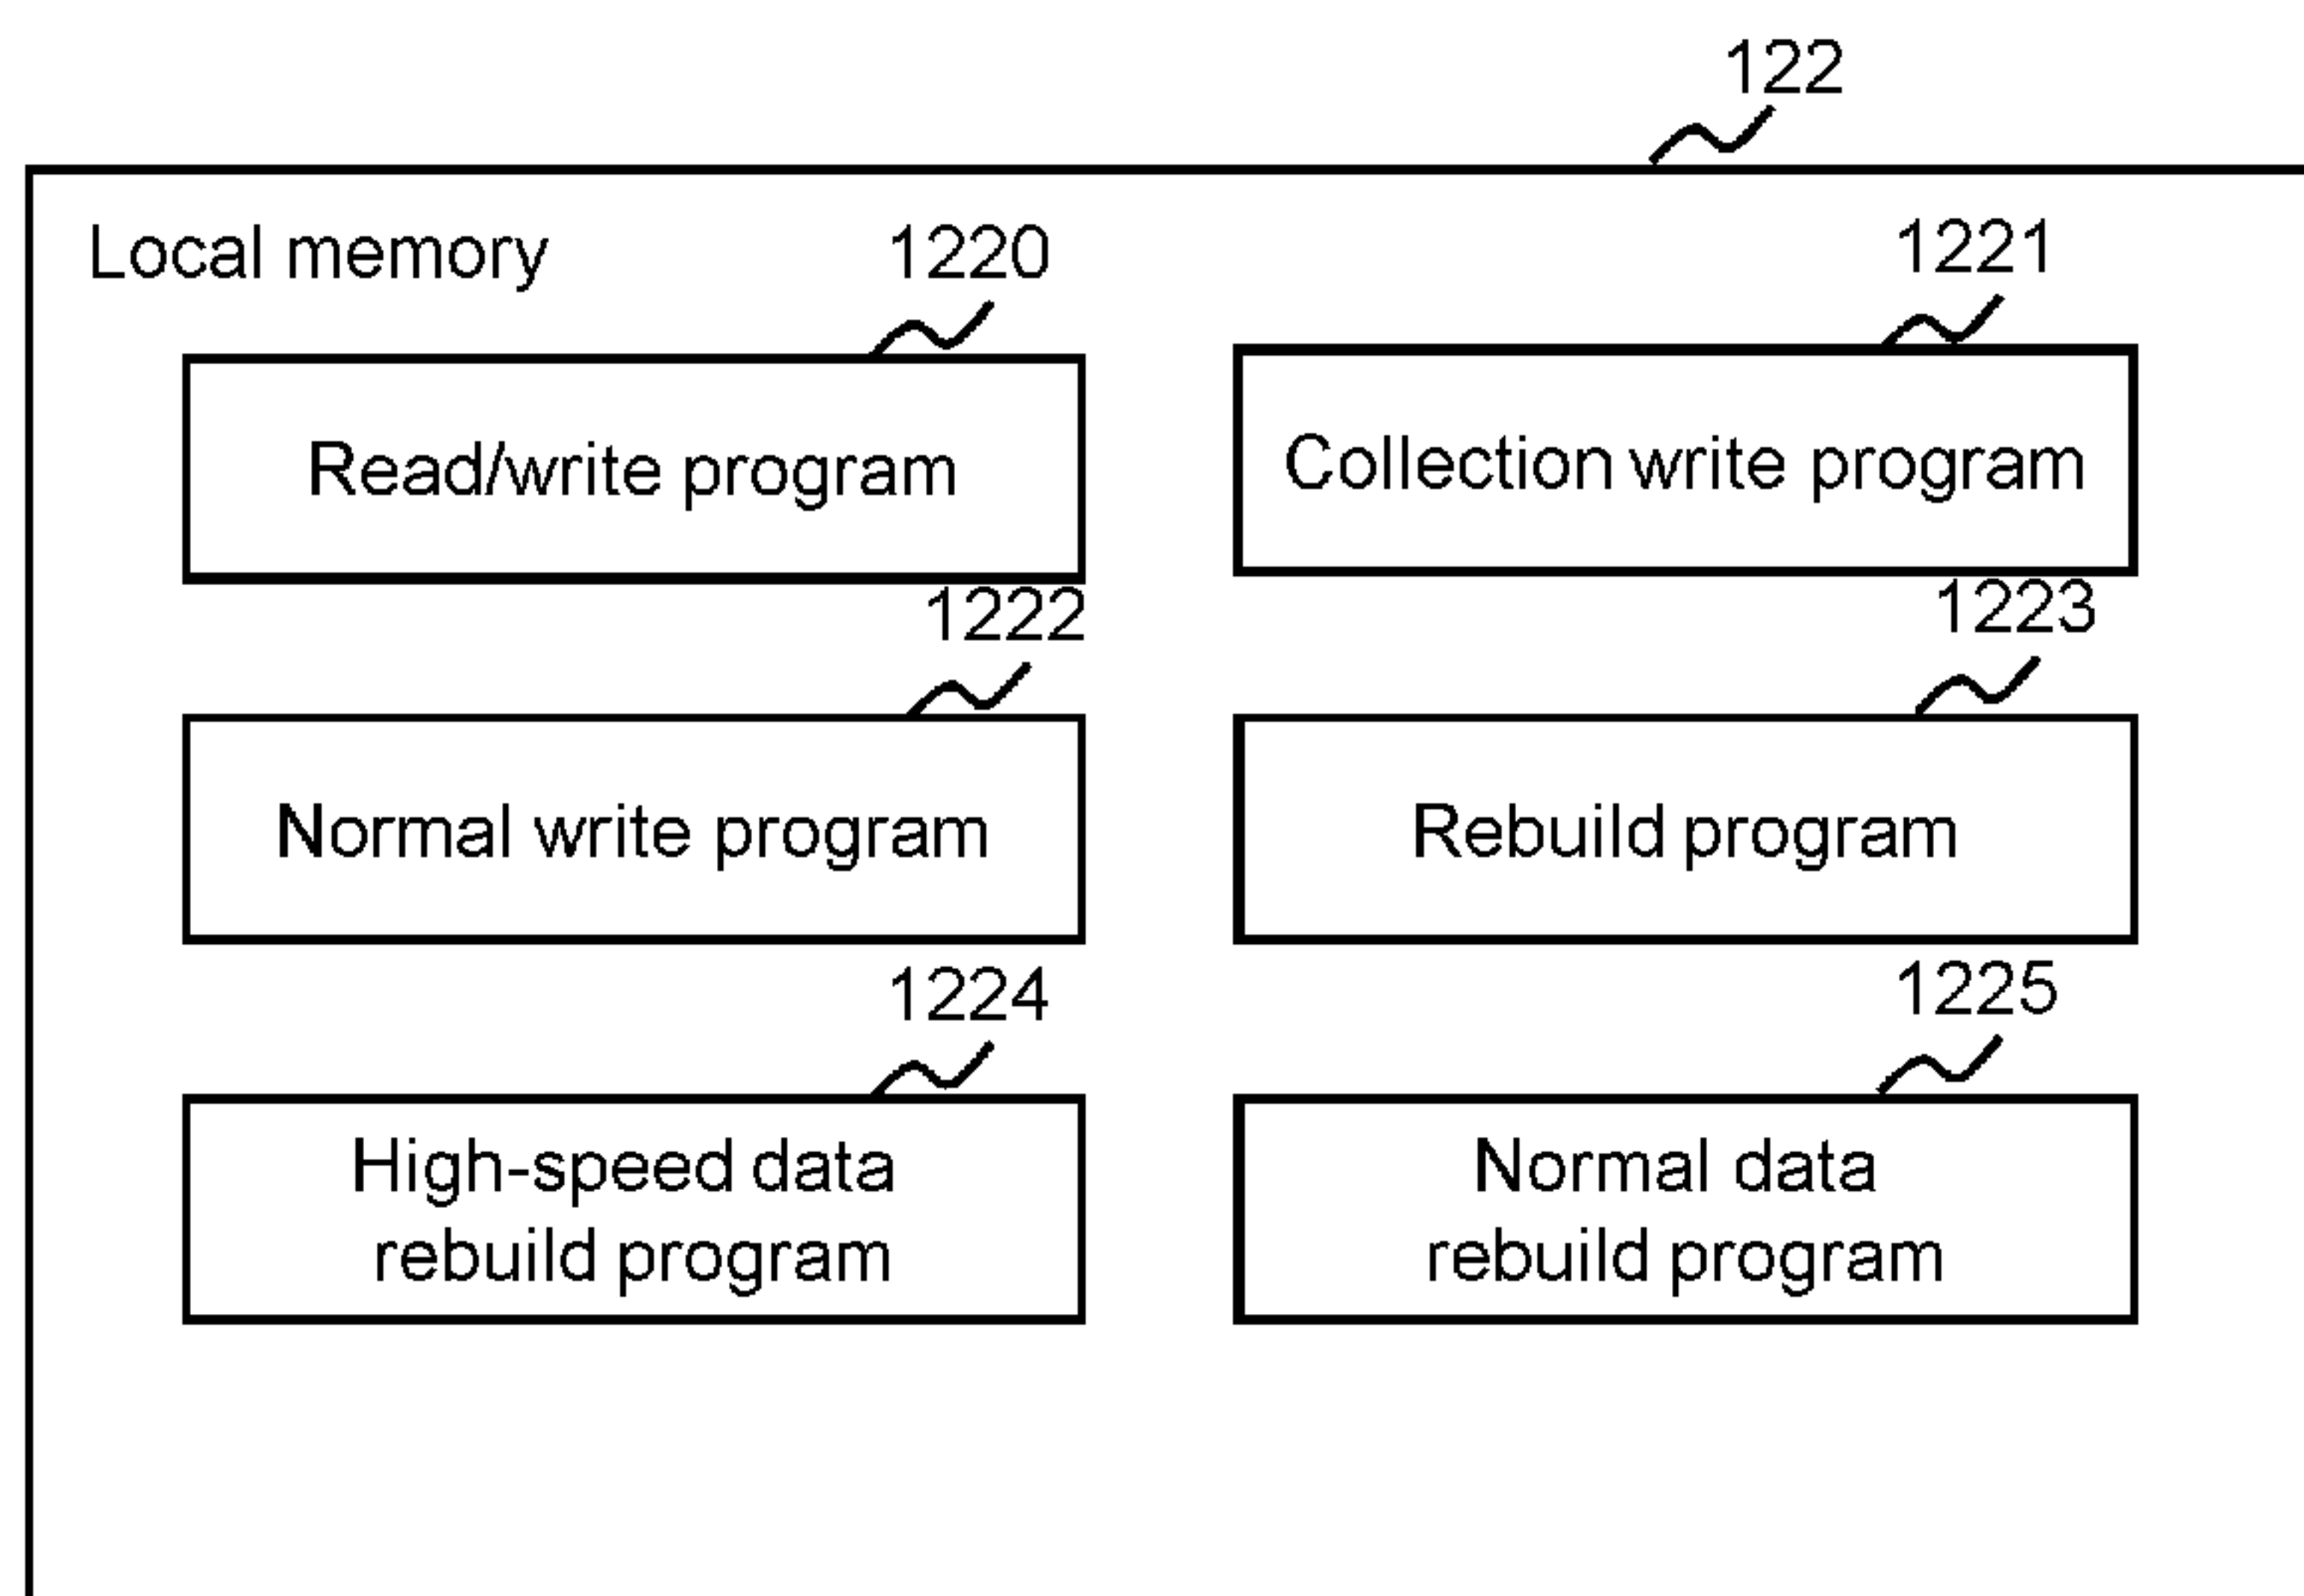 122
Local memory
1220
1221
Read/write program
Collection write program
1222
1223
Normal write program
Rebuild program
1224
1225
High-speed data
rebuild program
Normal data
rebuild program